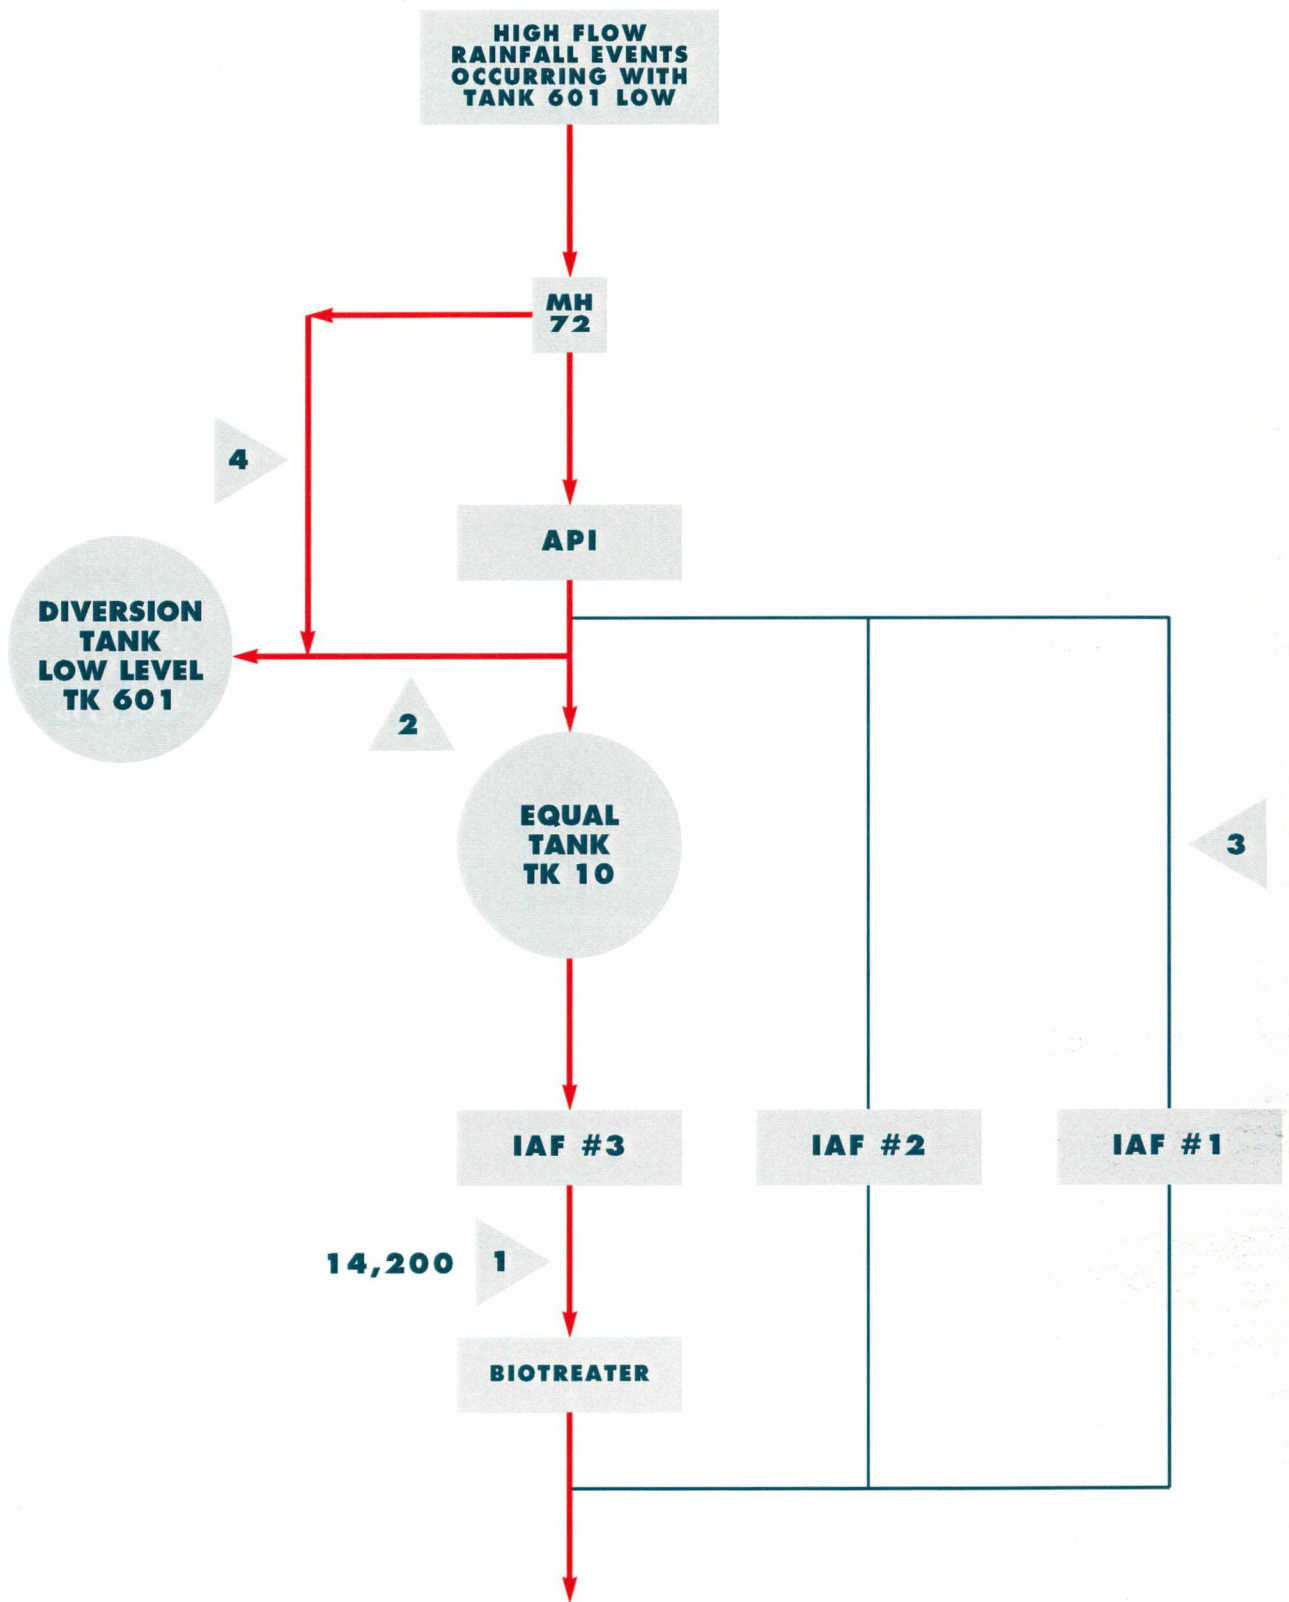 HIGH FLOW
RAINFALL EVENTS
OCCURRING WITH
TANK 601 LOW
MH
72
4
API
DIVERSION
TANK
LOW LEVEL
TK 601
2
EQUAL
TANK
TK 10
3
IAF #3
IAF #2
IAF #1
14,200
1
BIOTREATER